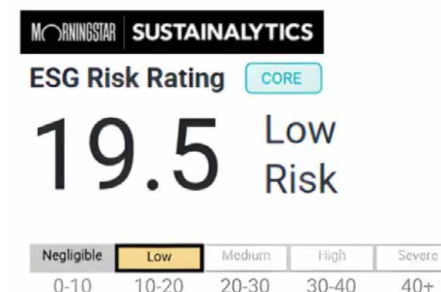 MORNINGSTAR | SUSTAINALYTICS
ESG Risk Rating CORE
19.5 Low
Risk
Negligible Low Medium High Severe
0-10 10-20 20-30 30-40 40+